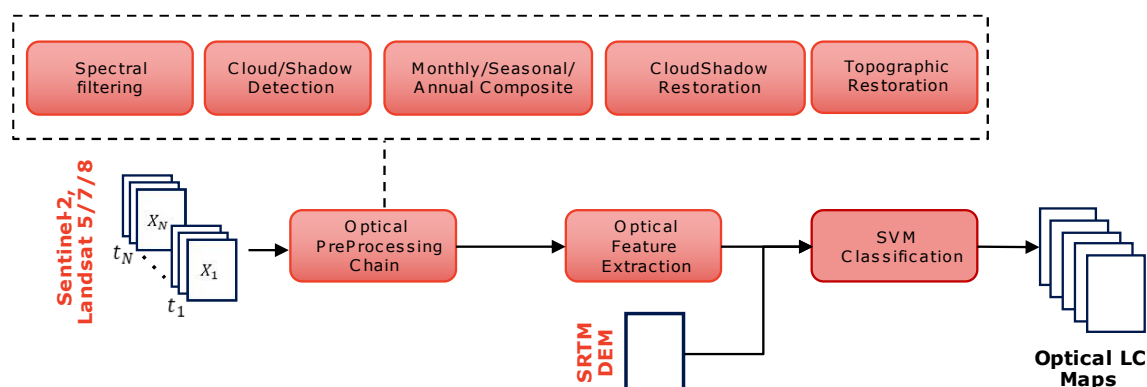 Spectral
filtering
Cloud/Shadow
Detection
Monthly/Seasonal/
Annual Composite
CloudShadow
Restoration
Topographic
Restoration
Sentinel-2,
Landsat 5/7/8
X_N
X_1
t_N
t_1
Optical
PreProcessing
Chain
Optical
Feature
Extraction
SVM
Classification
SRTM
DEM
Optical LC
Maps